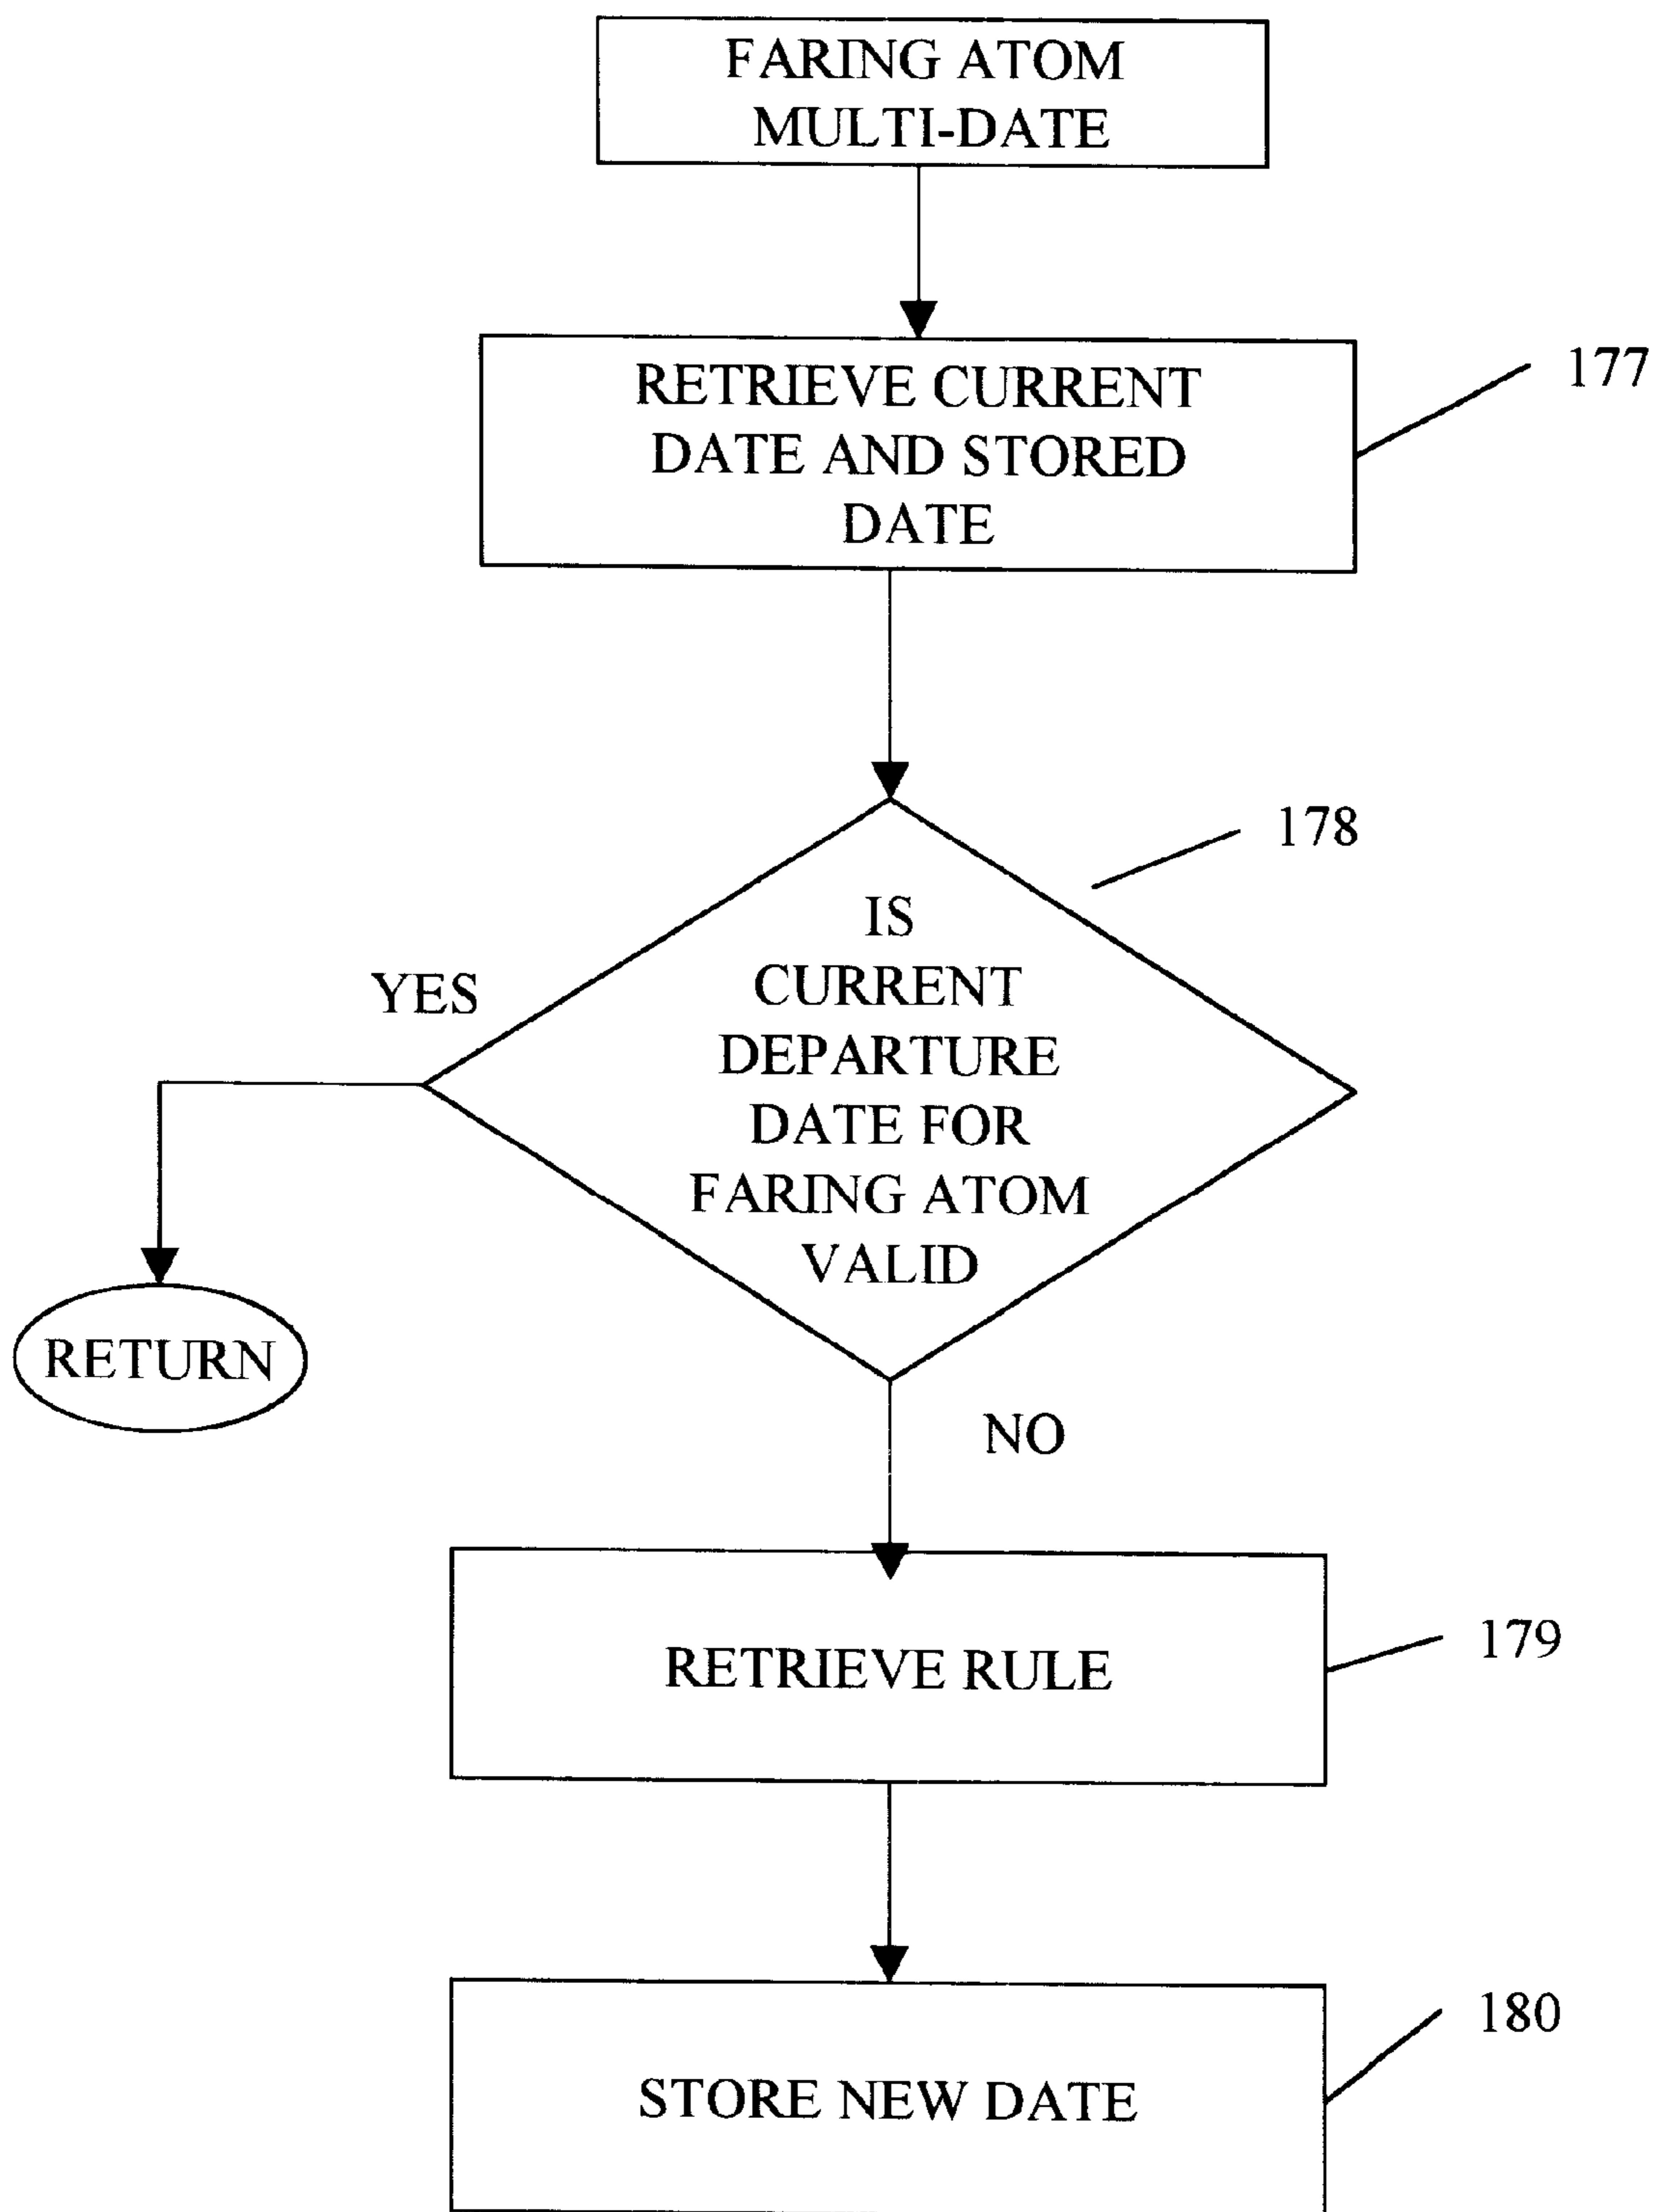 FARING ATOM
MULTI-DATE
RETRIEVE CURRENT
DATE AND STORED
DATE
177
178
IS
CURRENT
DEPARTURE
DATE FOR
FARING ATOM
VALID
YES
RETURN
NO
RETRIEVE RULE
179
STORE NEW DATE
180